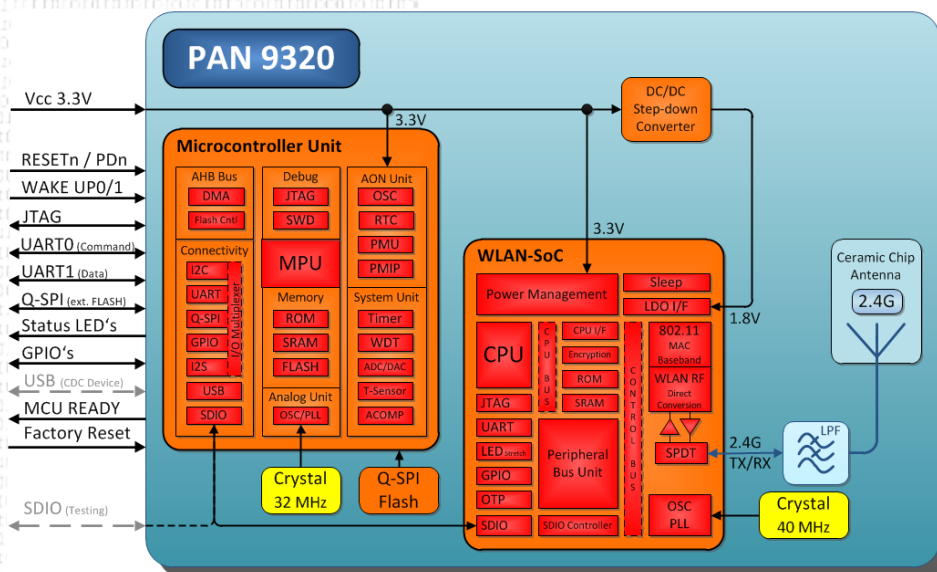 PAN 9320
Vcc 3.3V
RESETn / PDn
WAKE UP0/1
JTAG
UART0 (Command)
UART1 (Data)
Q-SPI (ext. FLASH)
Status LED‘s
GPIO‘s
USB (CDC Device)
MCU READY
Factory Reset
SDIO (Testing)
3.3V
Microcontroller Unit
AHB Bus
DMA
Flash Cntl
Connectivity
I2C
UART
Q-SPI
GPIO
I2S
I/O Multiplexer
USB
SDIO
Debug
JTAG
SWD
MPU
Memory
ROM
SRAM
FLASH
Analog Unit
OSC/PLL
AON Unit
OSC
RTC
PMU
PMIP
System Unit
Timer
WDT
ADC/DAC
T-Sensor
ACOMP
Crystal
32 MHz
Q-SPI
Flash
DC/DC
Step-down
Converter
3.3V
1.8V
WLAN-SoC
Power Management
Sleep
LDO I/F
CPU
CPU BUS
CPU I/F
Encryption
ROM
SRAM
CONTROL BUS
802.11
MAC
Baseband
WLAN RF
Direct
Conversion
JTAG
UART
LED Stretch
GPIO
OTP
SDIO
Peripheral
Bus Unit
SDIO Controller
SPDT
OSC
PLL
2.4G
TX/RX
LPF
Crystal
40 MHz
Ceramic Chip
Antenna
2.4G